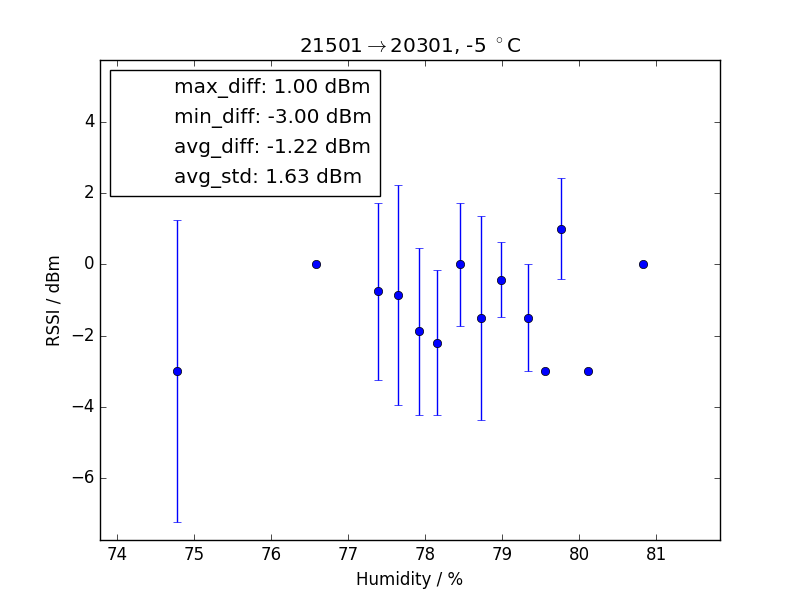 21501→20301, -5 °C
max_diff: 1.00 dBm
min_diff: -3.00 dBm
avg_diff: -1.22 dBm
avg_std: 1.63 dBm
4
2
0
−2
−4
−6
RSSI / dBm
74 75 76 77 78 79 80 81
Humidity / %